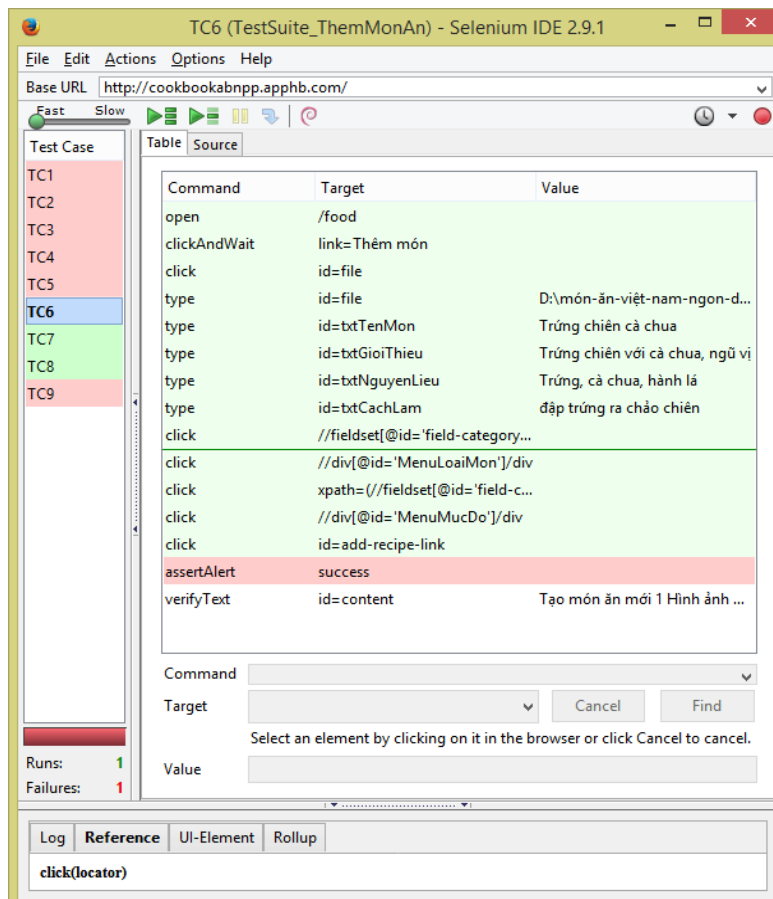 TC6 (TestSuite_ThemMonAn) - Selenium IDE 2.9.1
File Edit Actions Options Help
Base URL http://cookbookabnpp.apphb.com/
Fast Slow
Test Case
TC1
TC2
TC3
TC4
TC5
TC6
TC7
TC8
TC9
Runs: 1
Failures: 1
Table Source
Command Target Value
open /food
clickAndWait link=Thêm món
click id=file
type id=file D:\món-ăn-việt-nam-ngon-d...
type id=txtTenMon Trứng chiên cà chua
type id=txtGioiThieu Trứng chiên với cà chua, ngũ vị
type id=txtNguyenLieu Trứng, cà chua, hành lá
type id=txtCachLam đập trứng ra chảo chiên
click //fieldset[@id='field-category...
click //div[@id='MenuLoaiMon']/div
click xpath=(//fieldset[@id='field-c...
click //div[@id='MenuMucDo']/div
click id=add-recipe-link
assertAlert success
verifyText id=content Tạo món ăn mới 1 Hình ảnh ...
Command
Target Cancel Find
Select an element by clicking on it in the browser or click Cancel to cancel.
Value
Log Reference UI-Element Rollup
click(locator)